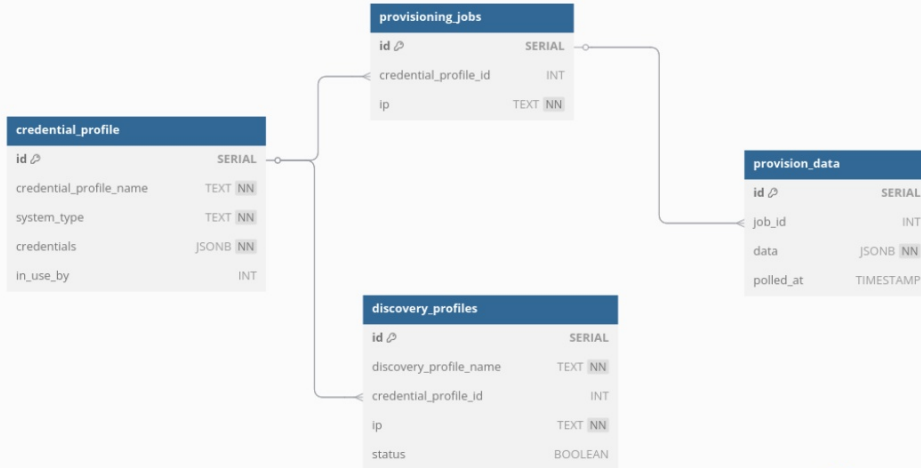 provisioning_jobs
id SERIAL
credential_profile_id INT
ip TEXT NN
credential_profile
id SERIAL
credential_profile_name TEXT NN
system_type TEXT NN
credentials JSONB NN
in_use_by INT
provision_data
id SERIAL
job_id INT
data JSONB NN
polled_at TIMESTAMP
discovery_profiles
id SERIAL
discovery_profile_name TEXT NN
credential_profile_id INT
ip TEXT NN
status BOOLEAN